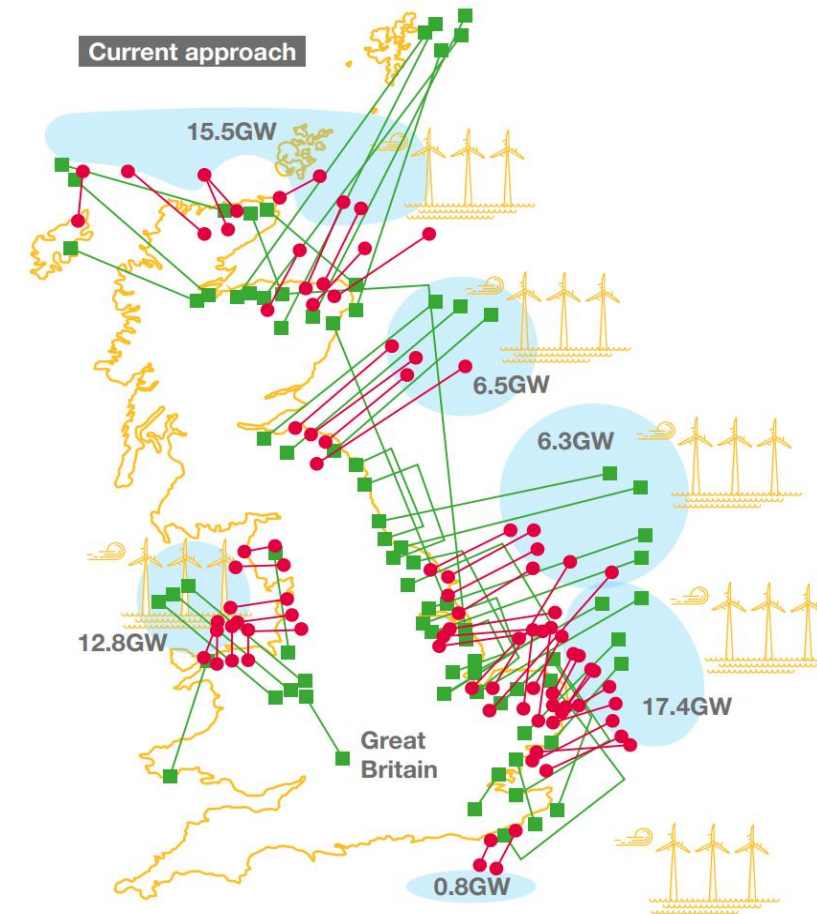 Current approach
15.5GW
6.5GW
6.3GW
12.8GW
17.4GW
Great
Britain
0.8GW